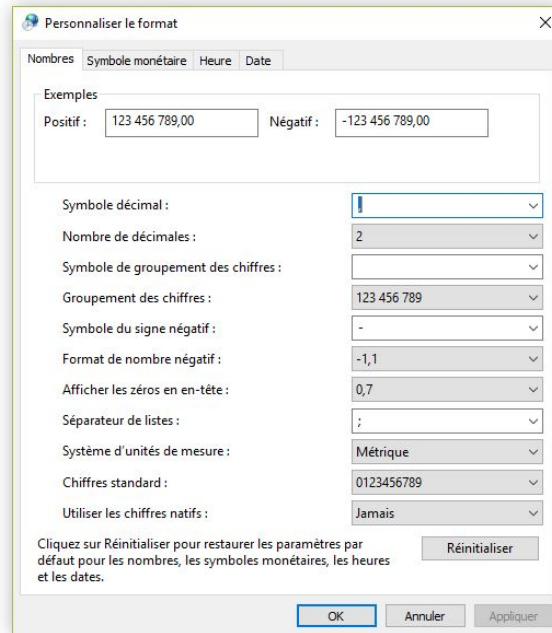 Personnaliser le format
Nombres Symbole monétaire Heure Date
Exemples
Positif : 123 456 789,00 Négatif : -123 456 789,00
Symbole décimal : ,
Nombre de décimales : 2
Symbole de groupement des chiffres :
Groupement des chiffres : 123 456 789
Symbole du signe négatif : -
Format de nombre négatif : -1,1
Afficher les zéros en en-tête : 0,7
Séparateur de listes : ;
Système d'unités de mesure : Métrique
Chiffres standard : 0123456789
Utiliser les chiffres natifs : Jamais
Cliquez sur Réinitialiser pour restaurer les paramètres par
défaut pour les nombres, les symboles monétaires, les heures
et les dates.
Réinitialiser
OK Annuler Appliquer